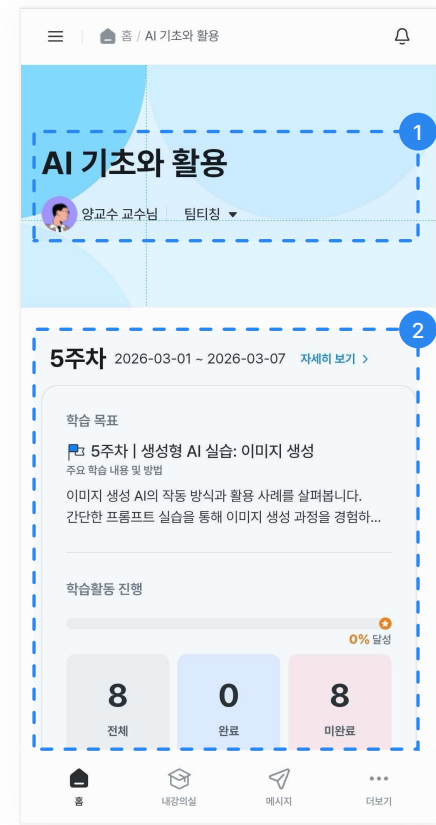 홈 / AI 기초와 활용
1
AI 기초와 활용
양교수 교수님 팀티칭
2
5주차 2026-03-01 ~ 2026-03-07 자세히 보기 >
학습 목표
5주차 | 생성형 AI 실습: 이미지 생성
주요 학습 내용 및 방법
이미지 생성 AI의 작동 방식과 활용 사례를 살펴봅니다.
간단한 프롬프트 실습을 통해 이미지 생성 과정을 경험하...
학습활동 진행
0% 달성
8 0 8
전체 완료 미완료
홈 내강의실 메시지 더보기